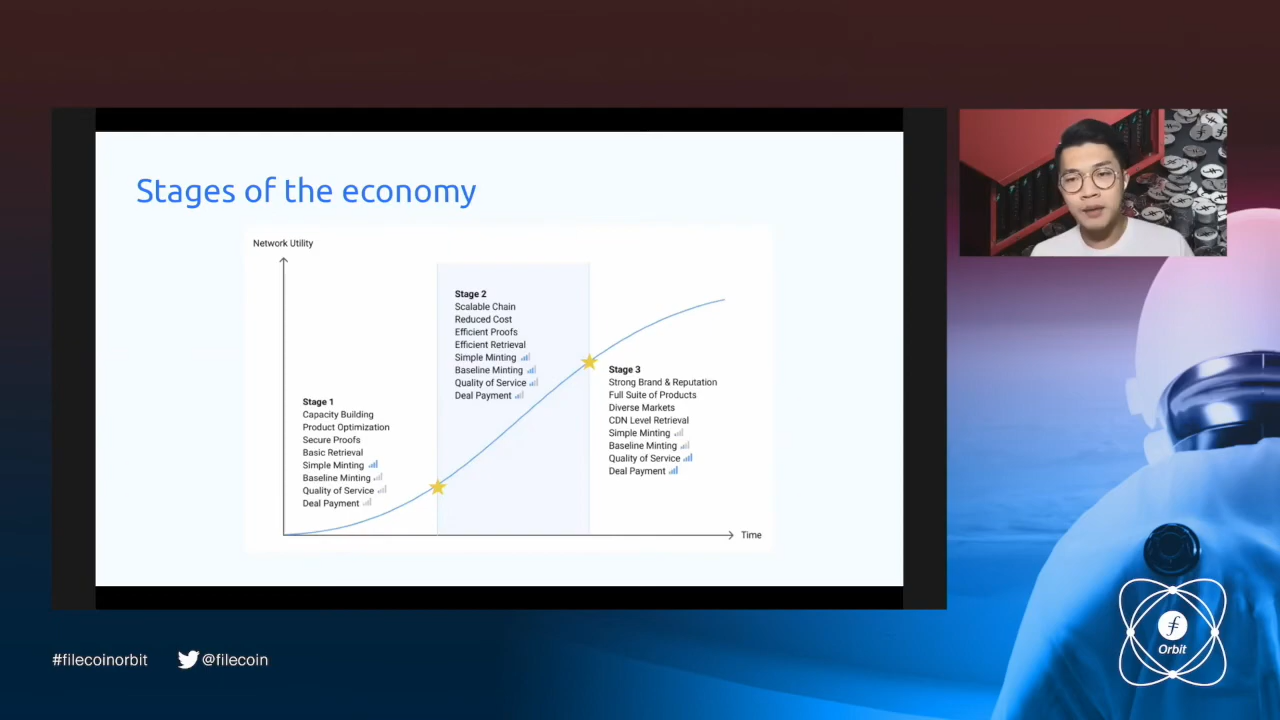 Stages of the economy
Network Utility
Stage 1
Capacity Building
Product Optimization
Secure Proofs
Basic Retrieval
Simple Minting
Baseline Minting
Quality of Service
Deal Payment
Stage 2
Scalable Chain
Reduced Cost
Efficient Proofs
Efficient Retrieval
Simple Minting
Baseline Minting
Quality of Service
Deal Payment
Stage 3
Strong Brand & Reputation
Full Suite of Products
Diverse Markets
CDN Level Retrieval
Simple Minting
Baseline Minting
Quality of Service
Deal Payment
Time
#filecoinorbit
@filecoin
Orbit